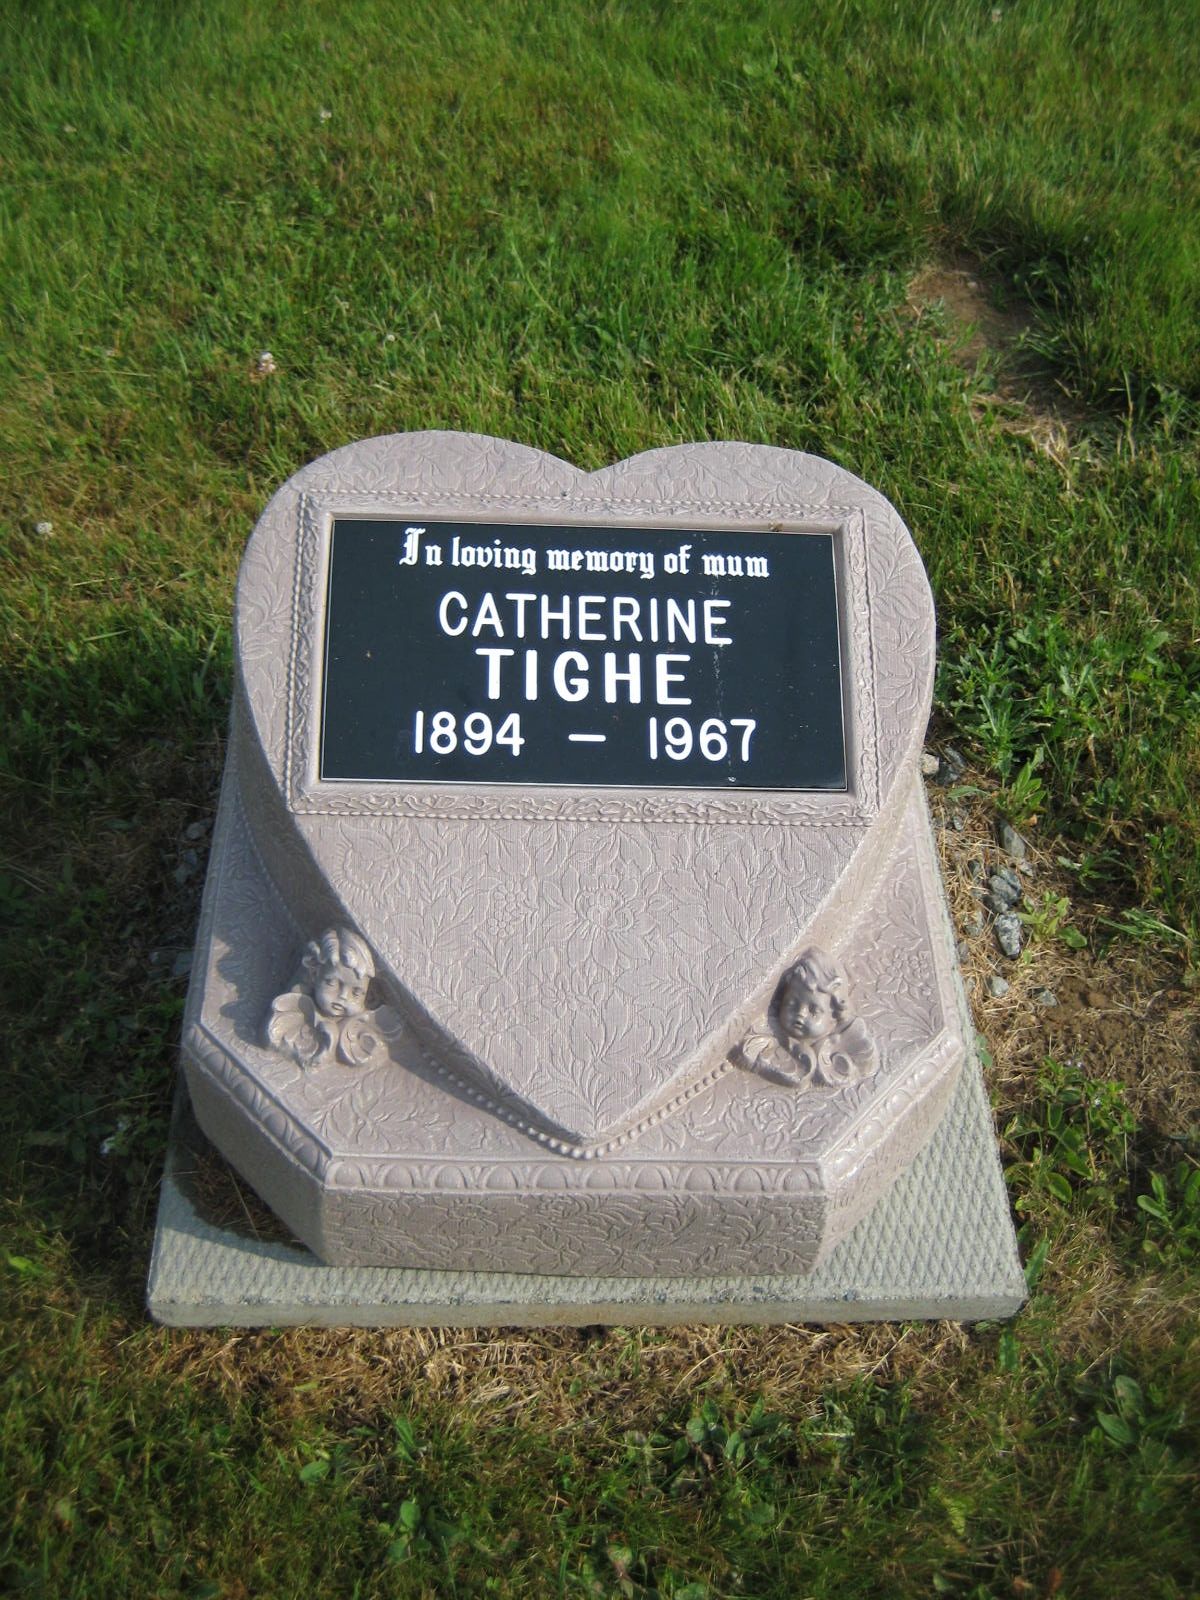 In loving memory of mum
CATHERINE
TIGHE
1894 – 1967